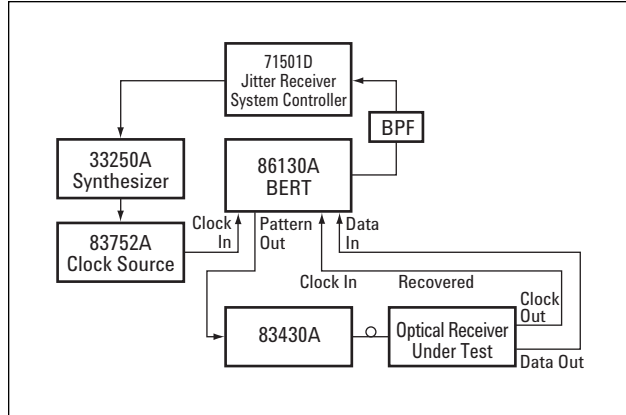 71501D
Jitter Receiver
System Controller
BPF
33250A
Synthesizer
86130A
BERT
83752A
Clock Source
Clock
In
Pattern
Out
Data
In
Clock In
Recovered
Clock
Out
83430A
Optical Receiver
Under Test
Data Out